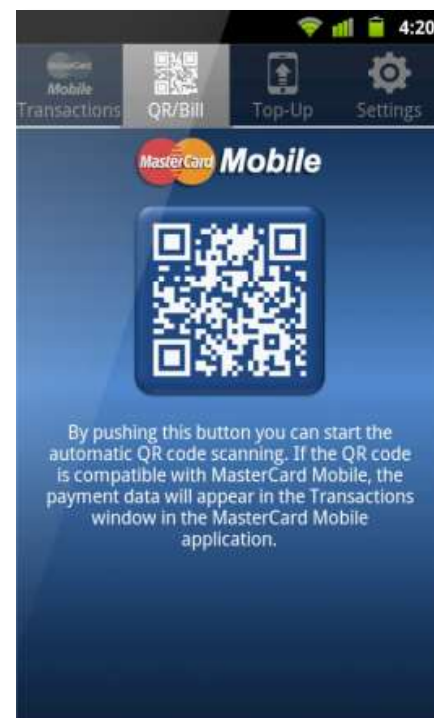 4:20
MasterCard
Mobile
Transactions
QR/Bill
Top-Up
Settings
MasterCard Mobile
By pushing this button you can start the
automatic QR code scanning. If the QR code
is compatible with MasterCard Mobile, the
payment data will appear in the Transactions
window in the MasterCard Mobile
application.